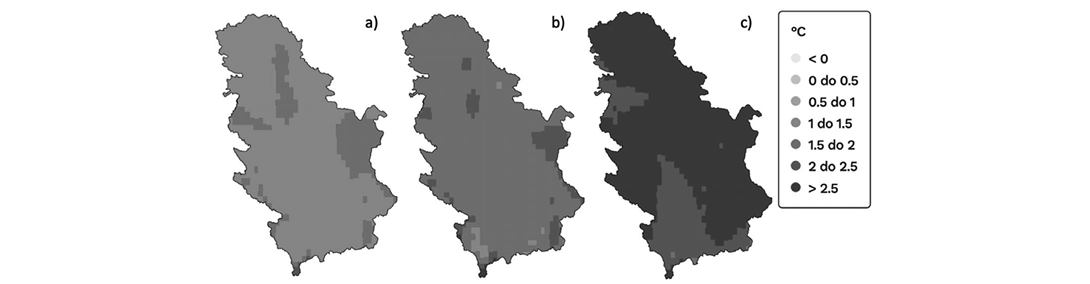 a)
b)
c)
°C
< 0
0 do 0.5
0.5 do 1
1 do 1.5
1.5 do 2
2 do 2.5
> 2.5